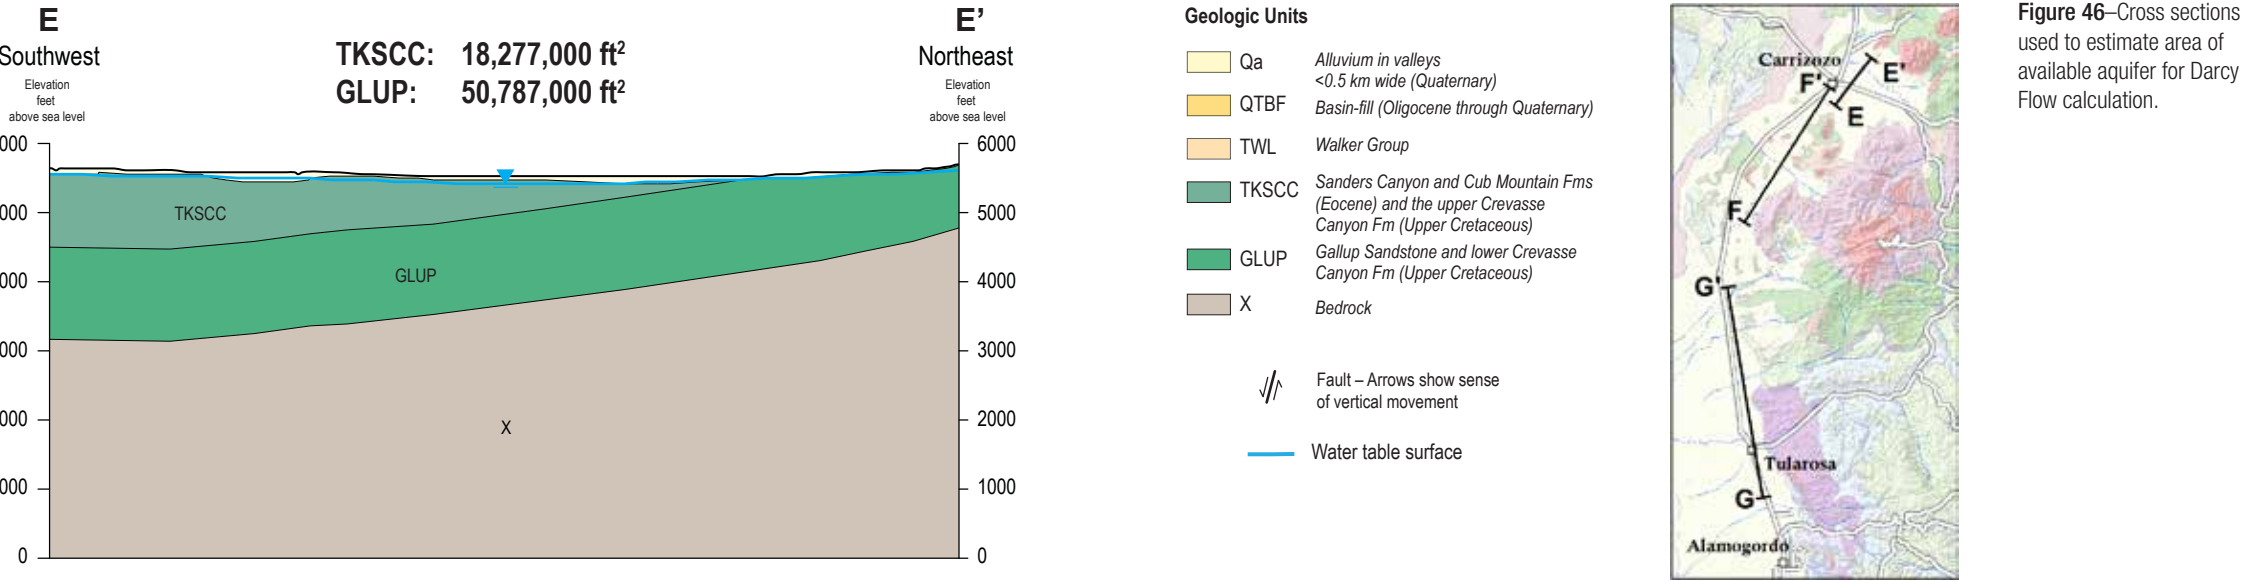 E
Southwest
Elevation
feet
above sea level
TKSCC: 18,277,000 ft²
GLUP: 50,787,000 ft²
E’
Northeast
Elevation
feet
above sea level
000
000
000
000
000
000
0
6000
5000
4000
3000
2000
1000
0
TKSCC
GLUP
X
Geologic Units
Qa Alluvium in valleys
<0.5 km wide (Quaternary)
QTBF Basin-fill (Oligocene through Quaternary)
TWL Walker Group
TKSCC Sanders Canyon and Cub Mountain Fms
(Eocene) and the upper Crevasse
Canyon Fm (Upper Cretaceous)
GLUP Gallup Sandstone and lower Crevasse
Canyon Fm (Upper Cretaceous)
X Bedrock
Fault – Arrows show sense
of vertical movement
Water table surface
Carrizozo
E'
F'
E
F
G'
Tularosa
G
Alamogordo
Figure 46–Cross sections
used to estimate area of
available aquifer for Darcy
Flow calculation.